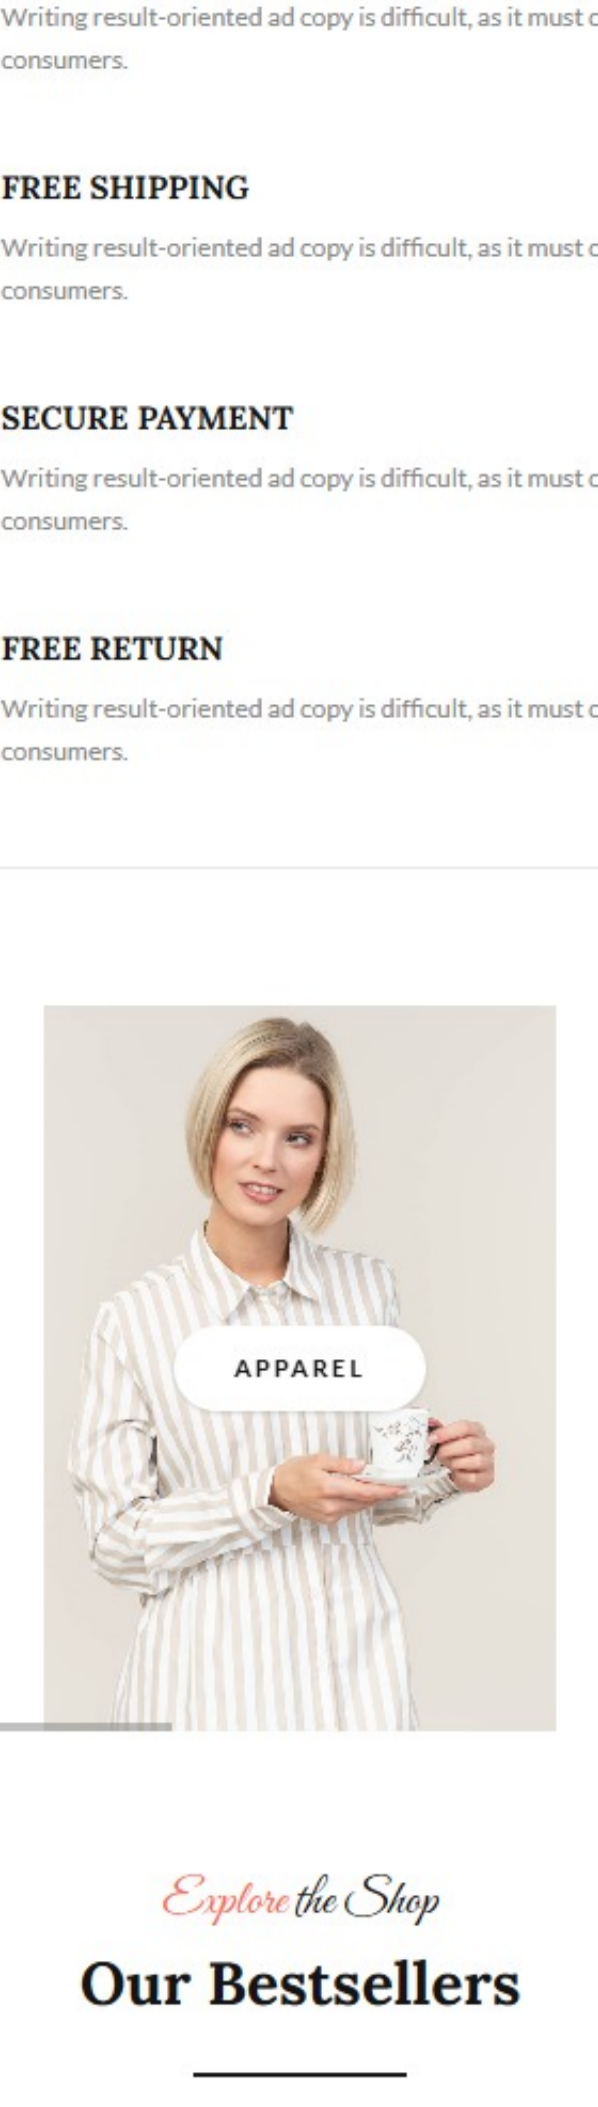 Writing result-oriented ad copy is difficult, as it must
consumers.
FREE SHIPPING
Writing result-oriented ad copy is difficult, as it must
consumers.
SECURE PAYMENT
Writing result-oriented ad copy is difficult, as it must
consumers.
FREE RETURN
Writing result-oriented ad copy is difficult, as it must
consumers.
APPAREL
Explore the Shop
Our Bestsellers